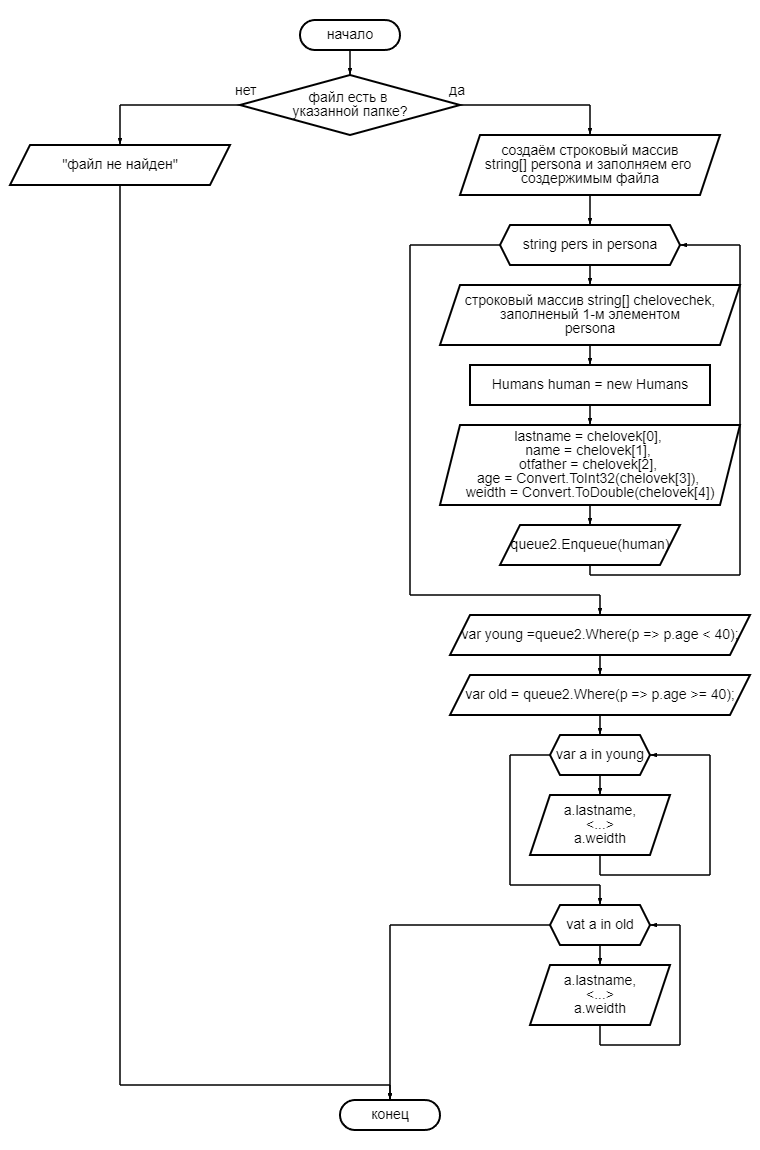 начало
нет
да
файл есть в
указанной папке?
"файл не найден"
создаём строковый массив
string[] persona и заполняем его
создержимым файла
string pers in persona
строковый массив string[] chelovechek,
заполненый 1-м элементом
persona
Humans human = new Humans
lastname = chelovek[0],
name = chelovek[1],
otfather = chelovek[2],
age = Convert.ToInt32(chelovek[3]),
weidth = Convert.ToDouble(chelovek[4])
queue2.Enqueue(human)
var young =queue2.Where(p => p.age < 40);
var old = queue2.Where(p => p.age >= 40);
var a in young
a.lastname,
<...>
a.weidth
vat a in old
a.lastname,
<...>
a.weidth
конец